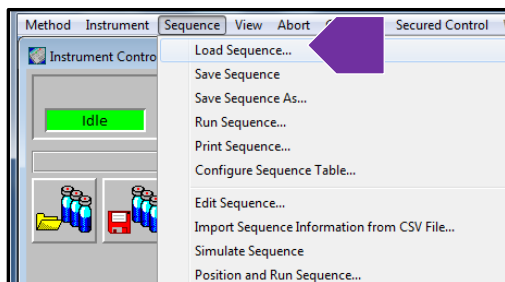 Method Instrument Sequence View Abort Secured Control
Instrument Contro
Load Sequence...
Save Sequence
Save Sequence As...
Idle
Run Sequence...
Print Sequence...
Configure Sequence Table...
Edit Sequence...
Import Sequence Information from CSV File...
Simulate Sequence
Position and Run Sequence...